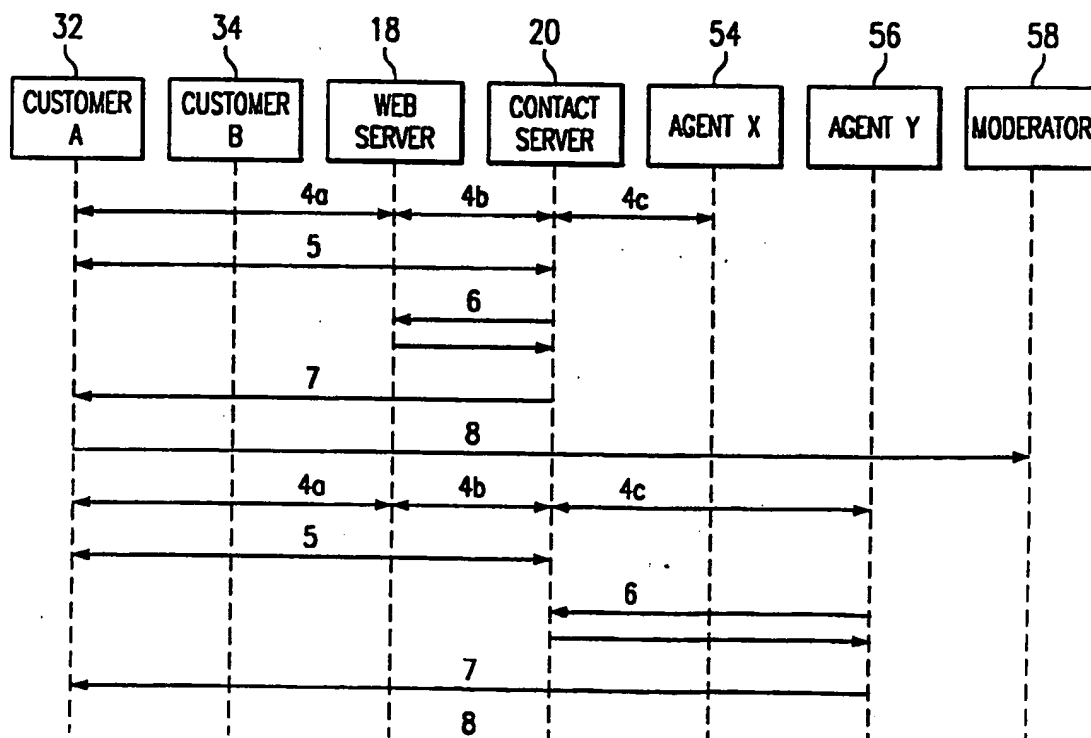 32 34 18 20 54 56 58
CUSTOMER A
CUSTOMER B
WEB SERVER
CONTACT SERVER
AGENT X
AGENT Y
MODERATOR
4a 4b 4c
5
6
7
8
4a 4b 4c
5
6
7
8